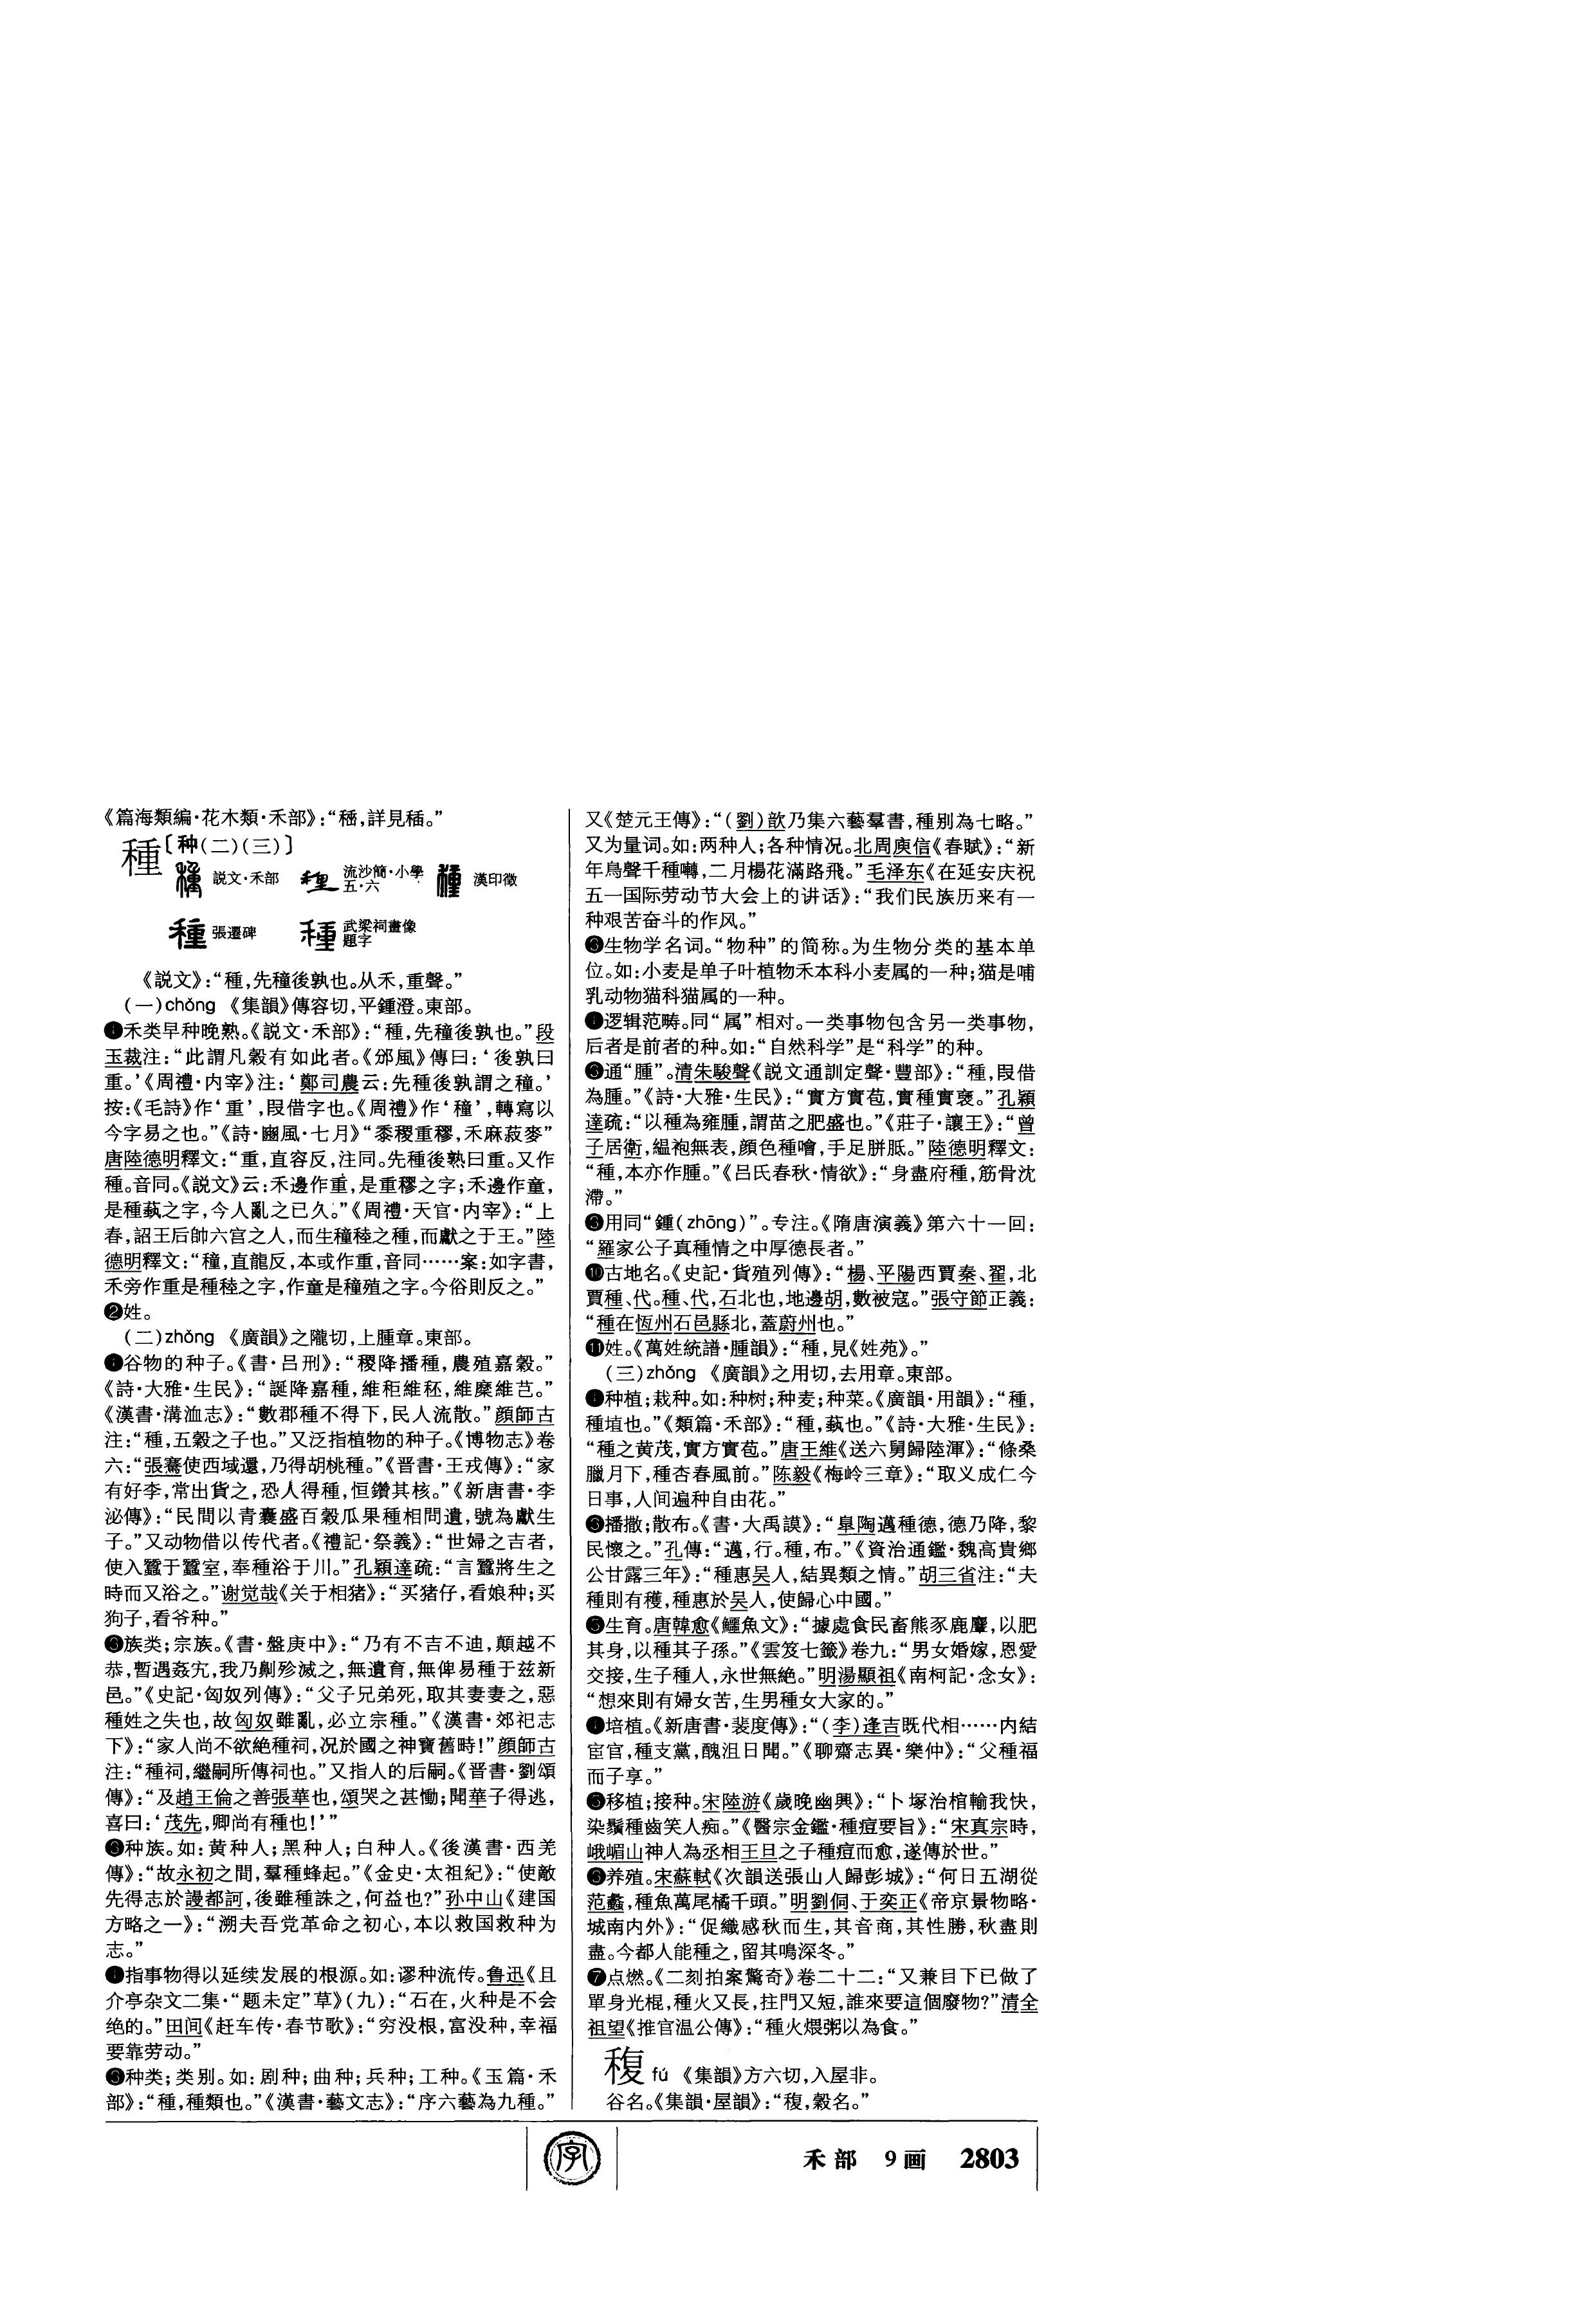 《篇海類編·花木類·禾部》：“㮔，詳見稱。”
種〔种（二）（三）〕
説文·禾部
流沙簡·小學
五·六
漢印徵
張遷碑
武梁祠畫像
題字
《説文》：“種，先穜後孰也。从禾，重聲。”
（一）chóng 《集韻》傳容切，平鍾澄。東部。
❶禾类早种晚熟。《説文·禾部》：“種，先穜後孰也。”段
玉裁注：“此謂凡穀有如此者。《邠風》傳曰：‘後孰曰
重。’《周禮·内宰》注：‘鄭司農云：先種後孰謂之穜。’
按：《毛詩》作‘重’，叚借字也。《周禮》作‘穜’，轉寫以
今字易之也。”《詩·豳風·七月》“黍稷重穋，禾麻菽麥”
唐陸德明釋文：“重，直容反，注同。先種後熟曰重。又作
種。音同。《説文》云：禾邊作重，是重穋之字；禾邊作童，
是種蓺之字，今人亂之已久。”《周禮·天官·内宰》：“上
春，詔王后帥六宫之人，而生穜稑之種，而獻之于王。”陸
德明釋文：“穜，直龍反，本或作重，音同……案：如字書，
禾旁作重是種稑之字，作童是穜殖之字。今俗則反之。”
❷姓。
（二）zhǒng 《廣韻》之隴切，上腫章。東部。
❶谷物的种子。《書·吕刑》：“稷降播種，農殖嘉穀。”
《詩·大雅·生民》：“誕降嘉種，維秬維秠，維穈維芑。”
《漢書·溝洫志》：“數郡種不得下，民人流散。”顔師古
注：“種，五穀之子也。”又泛指植物的种子。《博物志》卷
六：“張騫使西域還，乃得胡桃種。”《晋書·王戎傳》：“家
有好李，常出貨之，恐人得種，恒鑽其核。”《新唐書·李
泌傳》：“民間以青囊盛百穀瓜果種相問遺，號為獻生
子。”又动物借以传代者。《禮記·祭義》：“世婦之吉者，
使入蠶于蠶室，奉種浴于川。”孔穎達疏：“言蠶將生之
時而又浴之。”谢觉哉《关于相猪》：“买猪仔，看娘种；买
狗子，看爷种。”
❷族类；宗族。《書·盤庚中》：“乃有不吉不迪，顛越不
恭，暫遇姦宄，我乃劓殄滅之，無遺育，無俾易種于兹新
邑。”《史記·匈奴列傳》：“父子兄弟死，取其妻妻之，惡
種姓之失也，故匈奴雖亂，必立宗種。”《漢書·郊祀志
下》：“家人尚不欲絶種祠，况於國之神寶舊時！”顔師古
注：“種祠，繼嗣所傳祠也。”又指人的后嗣。《晋書·劉頌
傳》：“及趙王倫之善張華也，頌哭之甚慟；聞華子得逃，
喜曰：‘茂先，卿尚有種也！’”
❸种族。如：黄种人；黑种人；白种人。《後漢書·西羌
傳》：“故永初之間，羣種蜂起。”《金史·太祖紀》：“使敵
先得志於謾都訶，後雖種誅之，何益也?”孙中山《建国
方略之一》：“溯夫吾党革命之初心，本以救国救种为
志。”
❹指事物得以延续发展的根源。如：谬种流传。鲁迅《且
介亭杂文二集·“题未定”草》（九）：“石在，火种是不会
绝的。”田间《赶车传·春节歌》：“穷没根，富没种，幸福
要靠劳动。”
❺种类；类别。如：剧种；曲种；兵种；工种。《玉篇·禾
部》：“種，種類也。”《漢書·藝文志》：“序六藝為九種。”
又《楚元王傳》：“（劉）歆乃集六藝羣書，種别為七略。”
又为量词。如：两种人；各种情况。北周庾信《春賦》：“新
年鳥聲千種囀，二月楊花滿路飛。”毛泽东《在延安庆祝
五一国际劳动节大会上的讲话》：“我们民族历来有一
种艰苦奋斗的作风。”
❻生物学名词。“物种”的简称。为生物分类的基本单
位。如：小麦是单子叶植物禾本科小麦属的一种；猫是哺
乳动物猫科猫属的一种。
❼逻辑范畴。同“属”相对。一类事物包含另一类事物，
后者是前者的种。如：“自然科学”是“科学”的种。
❽通“腫”。清朱駿聲《説文通訓定聲·豐部》：“種，叚借
為腫。”《詩·大雅·生民》：“實方實苞，實種實褎。”孔穎
達疏：“以種為雍腫，謂苗之肥盛也。”《莊子·讓王》：“曾
子居衛，緼袍無表，顔色種噲，手足胼胝。”陸德明釋文：
“種，本亦作腫。”《吕氏春秋·情欲》：“身盡府種，筋骨沈
滯。”
❾用同“鍾（zhōng）”。专注。《隋唐演義》第六十一回：
“羅家公子真種情之中厚德長者。”
❿古地名。《史記·貨殖列傳》：“楊、平陽西賈秦、翟，北
賈種、代。種、代，石北也，地邊胡，數被寇。”張守節正義：
“種在恆州石邑縣北，蓋蔚州也。”
⓫姓。《萬姓統譜·腫韻》：“種，見《姓苑》。”
（三）zhòng 《廣韻》之用切，去用章。東部。
❶种植；栽种。如：种树；种麦；种菜。《廣韻·用韻》：“種，
種埴也。”《類篇·禾部》：“種，蓺也。”《詩·大雅·生民》：
“種之黄茂，實方實苞。”唐王維《送六舅歸陸渾》：“條桑
臘月下，種杏春風前。”陈毅《梅岭三章》：“取义成仁今
日事，人间遍种自由花。”
❷播撒；散布。《書·大禹謨》：“皐陶邁種德，德乃降，黎
民懷之。”孔傳：“邁，行。種，布。”《資治通鑑·魏高貴鄉
公甘露三年》：“種惠吴人，結異類之情。”胡三省注：“夫
種則有穫，種惠於吴人，使歸心中國。”
❸生育。唐韓愈《鱷魚文》：“據處食民畜熊豕鹿麞，以肥
其身，以種其子孫。”《雲笈七籤》卷九：“男女婚嫁，恩愛
交接，生子種人，永世無絶。”明湯顯祖《南柯記·念女》：
“想來則有婦女苦，生男種女大家的。”
❹培植。《新唐書·裴度傳》：“（李）逢吉既代相……内結
宦官，種支黨，醜沮日聞。”《聊齋志異·樂仲》：“父種福
而子享。”
❺移植；接种。宋陸游《歲晚幽興》：“卜塚治棺輸我快，
染鬚種齒笑人痴。”《醫宗金鑑·種痘要旨》：“宋真宗時，
峨嵋山神人為丞相王旦之子種痘而愈，遂傳於世。”
❻养殖。宋蘇軾《次韻送張山人歸彭城》：“何日五湖從
范蠡，種魚萬尾橘千頭。”明劉侗、于奕正《帝京景物略·
城南内外》：“促織感秋而生，其音商，其性勝，秋盡則
盡。今都人能種之，留其鳴深冬。”
❼点燃。《二刻拍案驚奇》卷二十二：“又兼目下已做了
單身光棍，種火又長，拄門又短，誰來要這個廢物?”清全
祖望《推官温公傳》：“種火煨粥以為食。”
稪 fú 《集韻》方六切，入屋非。
谷名。《集韻·屋韻》：“稪，穀名。”
字
禾部 9画 2803